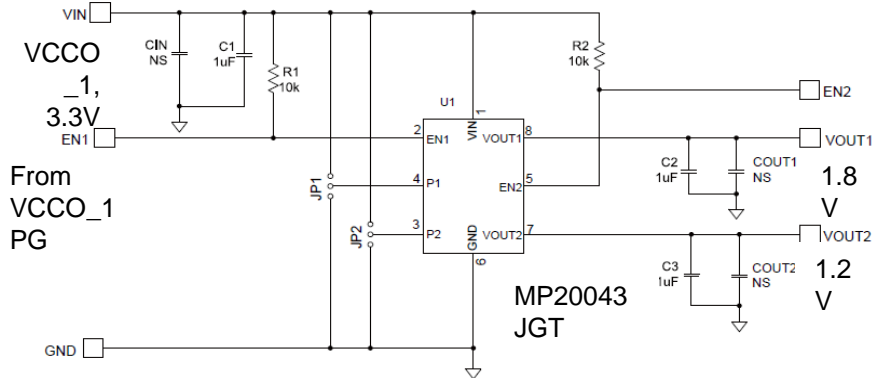 VIN
VCCO
_1,
3.3V
CIN
NS
C1
1uF
R1
10k
R2
10k
U1
EN2
EN1
2
EN1
1
VIN
VOUT1
8
VOUT1
From
VCCO_1
PG
JP1
4
P1
EN2
5
C2
1uF
COUT1
NS
1.8
V
JP2
3
P2
GND
6
VOUT2
7
VOUT2
C3
1uF
COUT2
NS
1.2
V
MP20043
JGT
GND